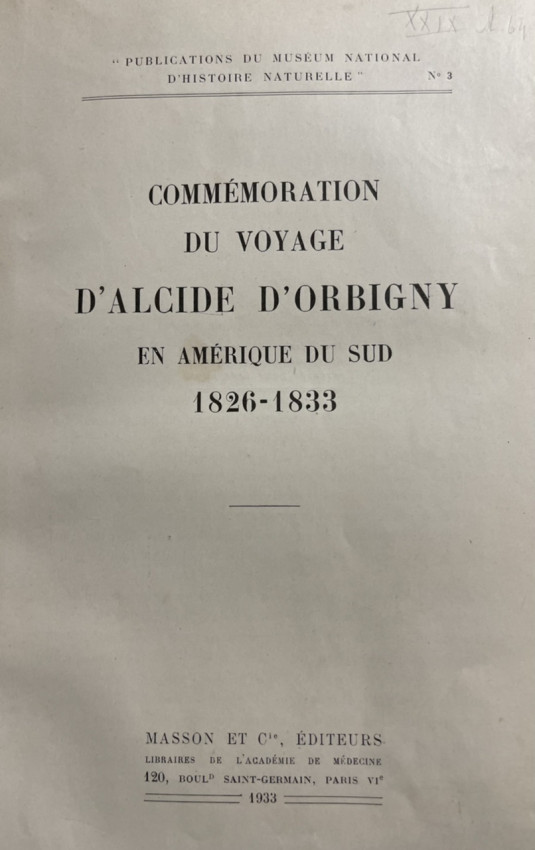 XXIX
" PUBLICATIONS DU MUSÉUM NATIONAL
D'HISTOIRE NATURELLE " N° 3
COMMÉMORATION
DU VOYAGE
D'ALCIDE D'ORBIGNY
EN AMÉRIQUE DU SUD
1826-1833
MASSON ET Cie, ÉDITEURS
LIBRAIRES DE L'ACADÉMIE DE MÉDECINE
120, BOULD SAINT-GERMAIN, PARIS VIe
1933